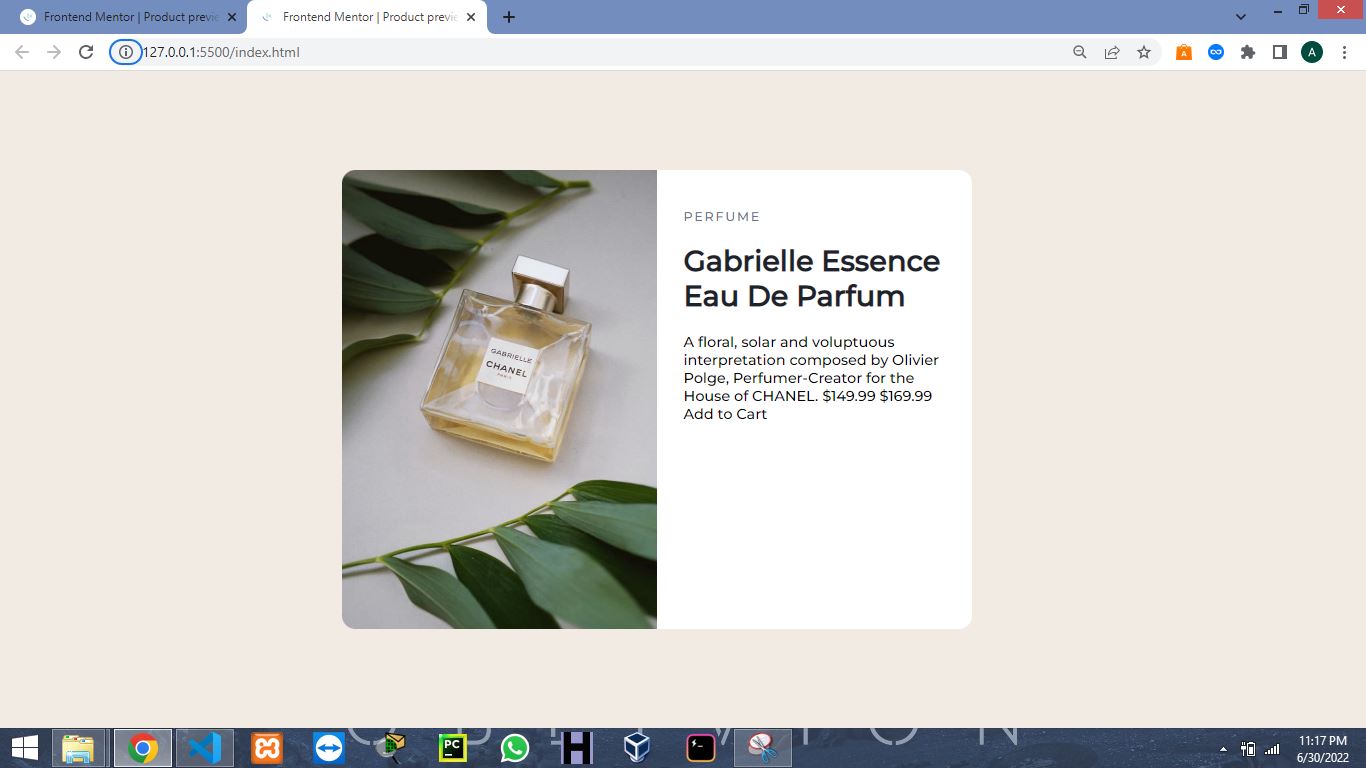 Frontend Mentor | Product previe
Frontend Mentor | Product previe
127.0.0.1:5500/index.html
A
A
PERFUME
Gabrielle Essence
Eau De Parfum
A floral, solar and voluptuous
interpretation composed by Olivier
Polge, Perfumer-Creator for the
House of CHANEL. $149.99 $169.99
Add to Cart
GABRIELLE
CHANEL
PARIS
PC
H
11:17 PM
6/30/2022